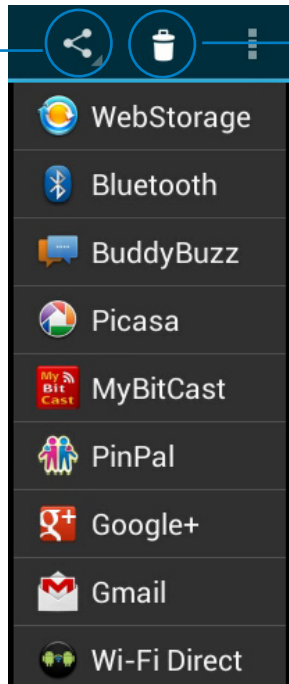 WebStorage
Bluetooth
BuddyBuzz
Picasa
My
Bit
Cast
MyBitCast
PinPal
g+
Google+
Gmail
Wi-Fi Direct